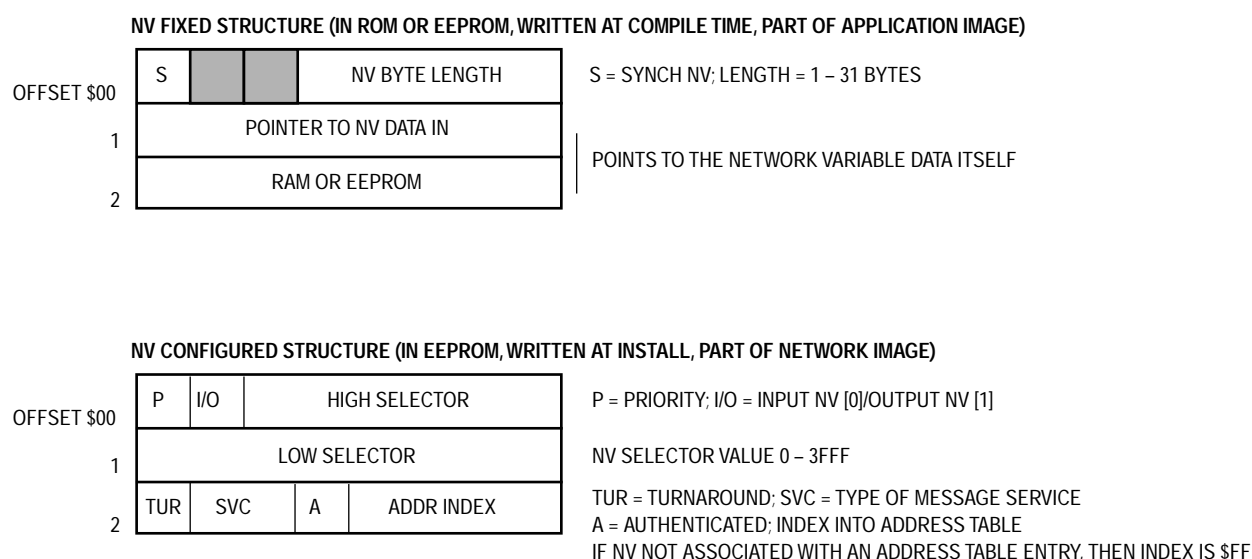 NV FIXED STRUCTURE (IN ROM OR EEPROM, WRITTEN AT COMPILE TIME, PART OF APPLICATION IMAGE)
OFFSET $00
S
NV BYTE LENGTH
S = SYNCH NV; LENGTH = 1 – 31 BYTES
1
POINTER TO NV DATA IN
2
RAM OR EEPROM
POINTS TO THE NETWORK VARIABLE DATA ITSELF
NV CONFIGURED STRUCTURE (IN EEPROM, WRITTEN AT INSTALL, PART OF NETWORK IMAGE)
OFFSET $00
P
I/O
HIGH SELECTOR
P = PRIORITY; I/O = INPUT NV [0]/OUTPUT NV [1]
1
LOW SELECTOR
NV SELECTOR VALUE 0 – 3FFF
2
TUR
SVC
A
ADDR INDEX
TUR = TURNAROUND; SVC = TYPE OF MESSAGE SERVICE
A = AUTHENTICATED; INDEX INTO ADDRESS TABLE
IF NV NOT ASSOCIATED WITH AN ADDRESS TABLE ENTRY, THEN INDEX IS $FF